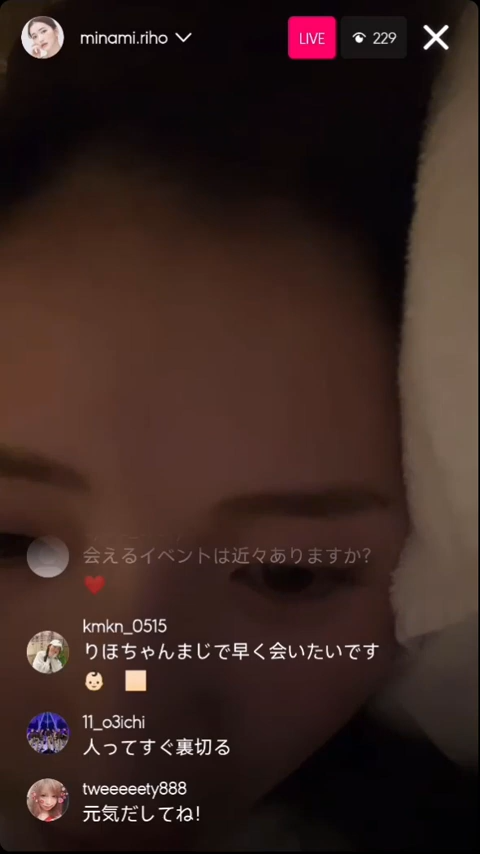 minami.riho
LIVE
229
会えるイベントは近々ありますか?
❤️
kmkn_0515
りほちゃんまじで早く会いたいです
👶🏻 🏻
11_o3ichi
人ってすぐ裏切る
tweeeeety888
元気だしてね!